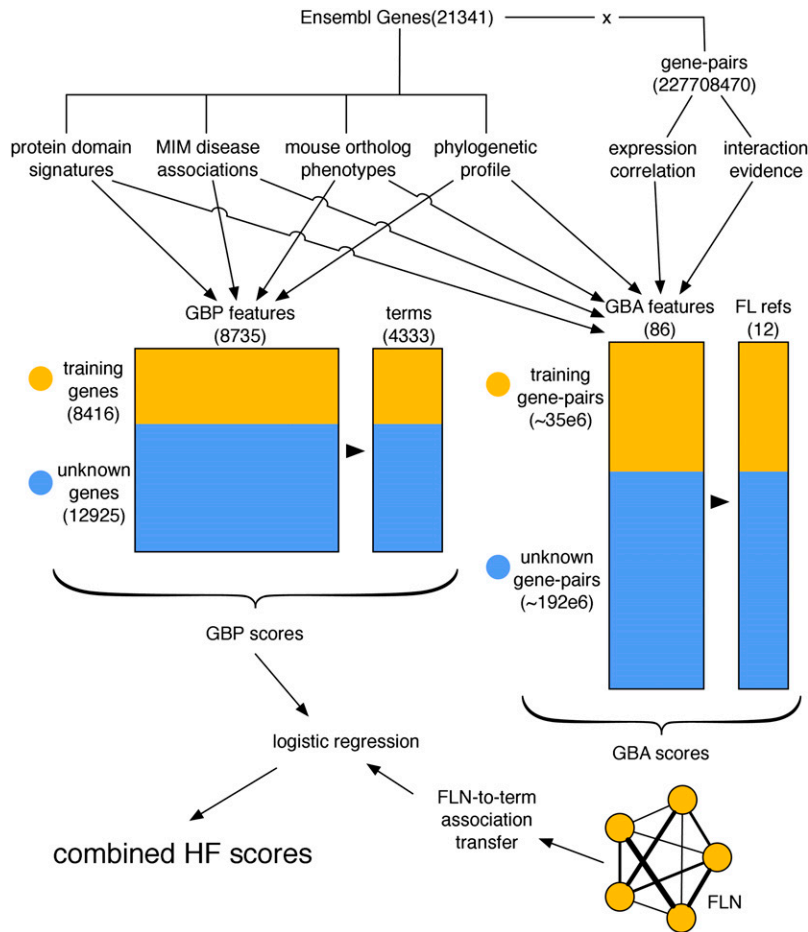 Ensembl Genes(21341)
x
gene-pairs
(227708470)
protein domain
signatures
MIM disease
associations
mouse ortholog
phenotypes
phylogenetic
profile
expression
correlation
interaction
evidence
GBP features
(8735)
terms
(4333)
GBA features
(86)
FL refs
(12)
training
genes
(8416)
unknown
genes
(12925)
training
gene-pairs
(~35e6)
unknown
gene-pairs
(~192e6)
GBP scores
GBA scores
logistic regression
FLN-to-term
association
transfer
combined HF scores
FLN